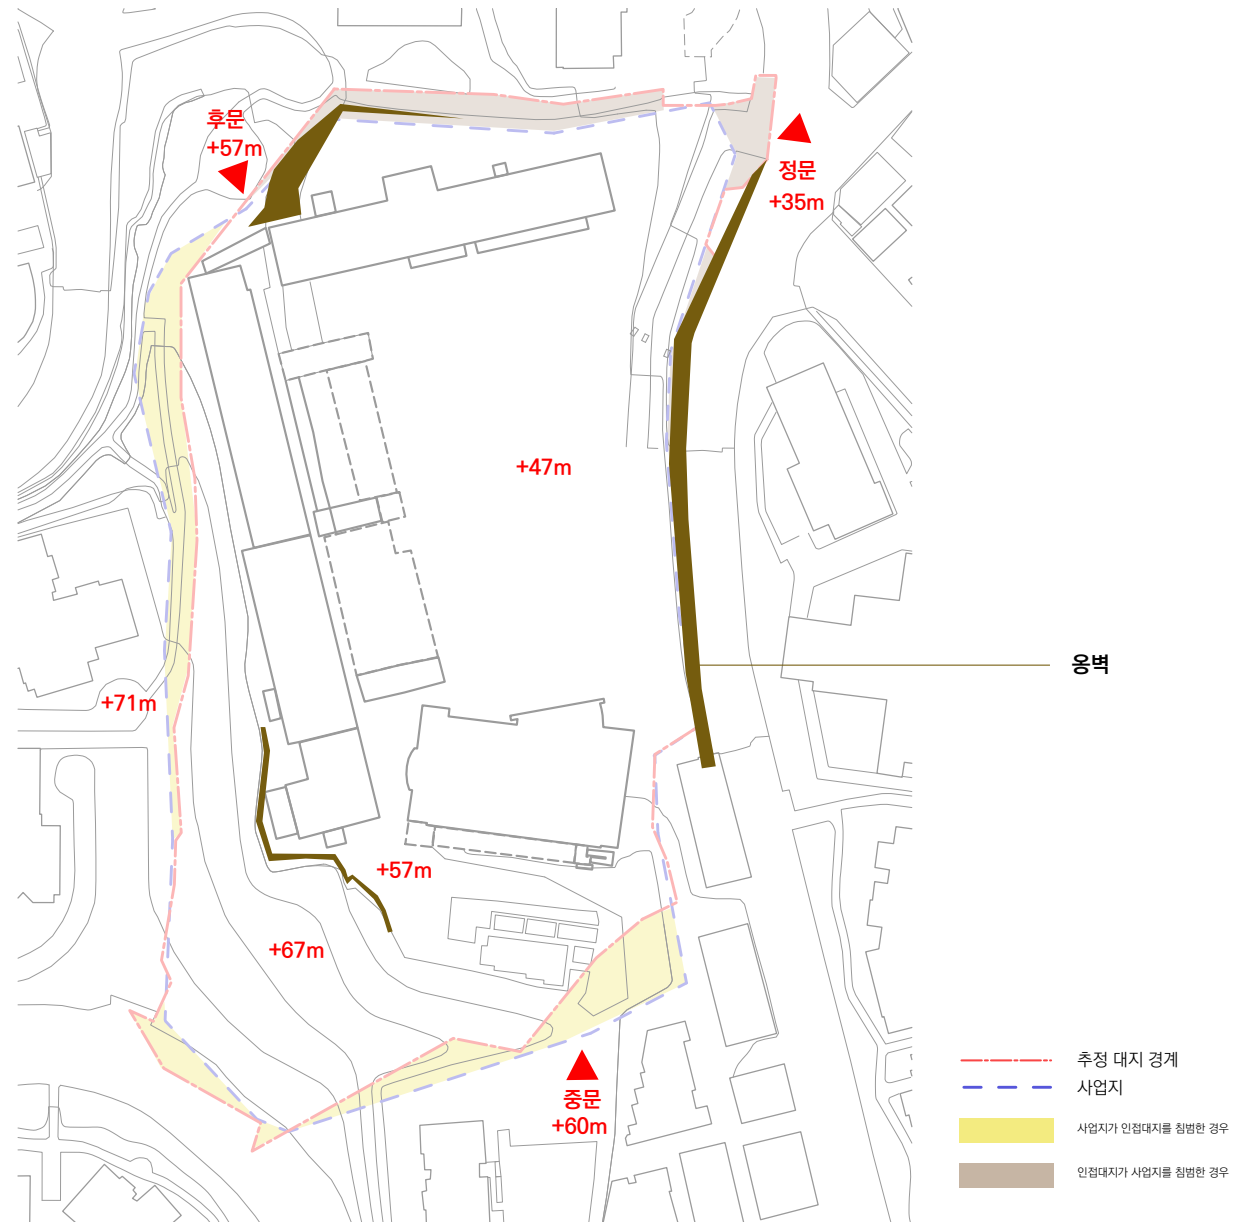 후문
+57m
정문
+35m
+47m
옹벽
+71m
+57m
+67m
중문
+60m
추정 대지 경계
사업지
사업지가 인접대지를 침범한 경우
인접대지가 사업지를 침범한 경우